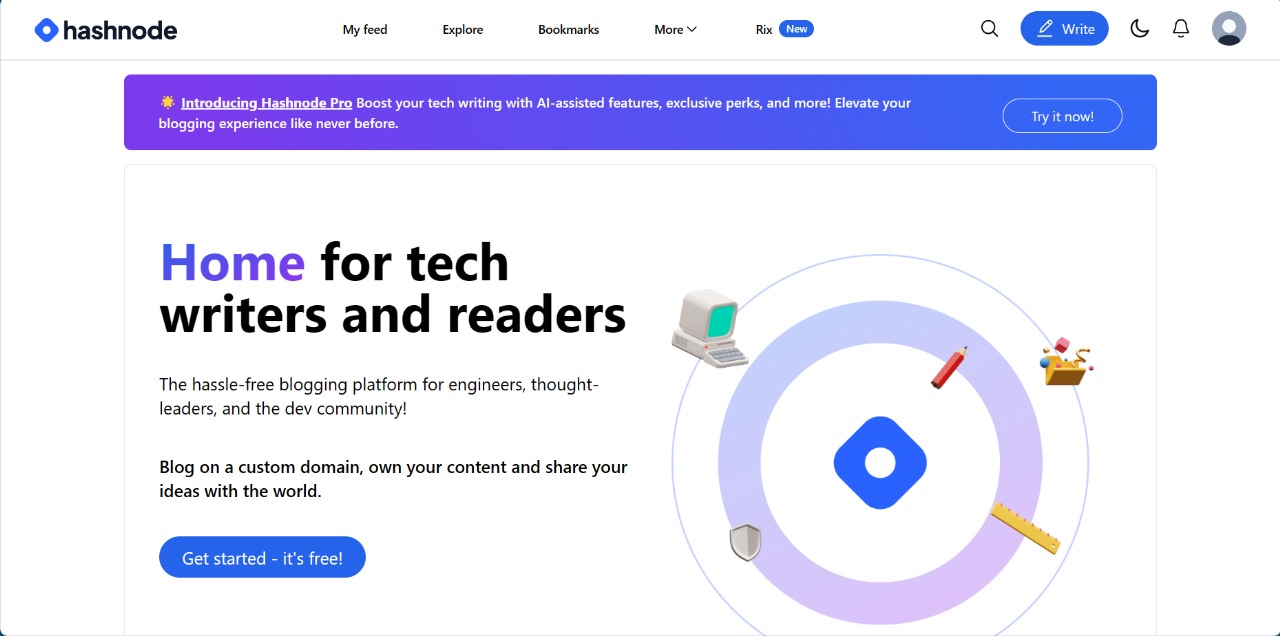 hashnode
My feed
Explore
Bookmarks
More
Rix
New
Write
Introducing Hashnode Pro Boost your tech writing with AI-assisted features, exclusive perks, and more! Elevate your
blogging experience like never before.
Try it now!
Home for tech
writers and readers
The hassle-free blogging platform for engineers, thought-
leaders, and the dev community!
Blog on a custom domain, own your content and share your
ideas with the world.
Get started - it's free!